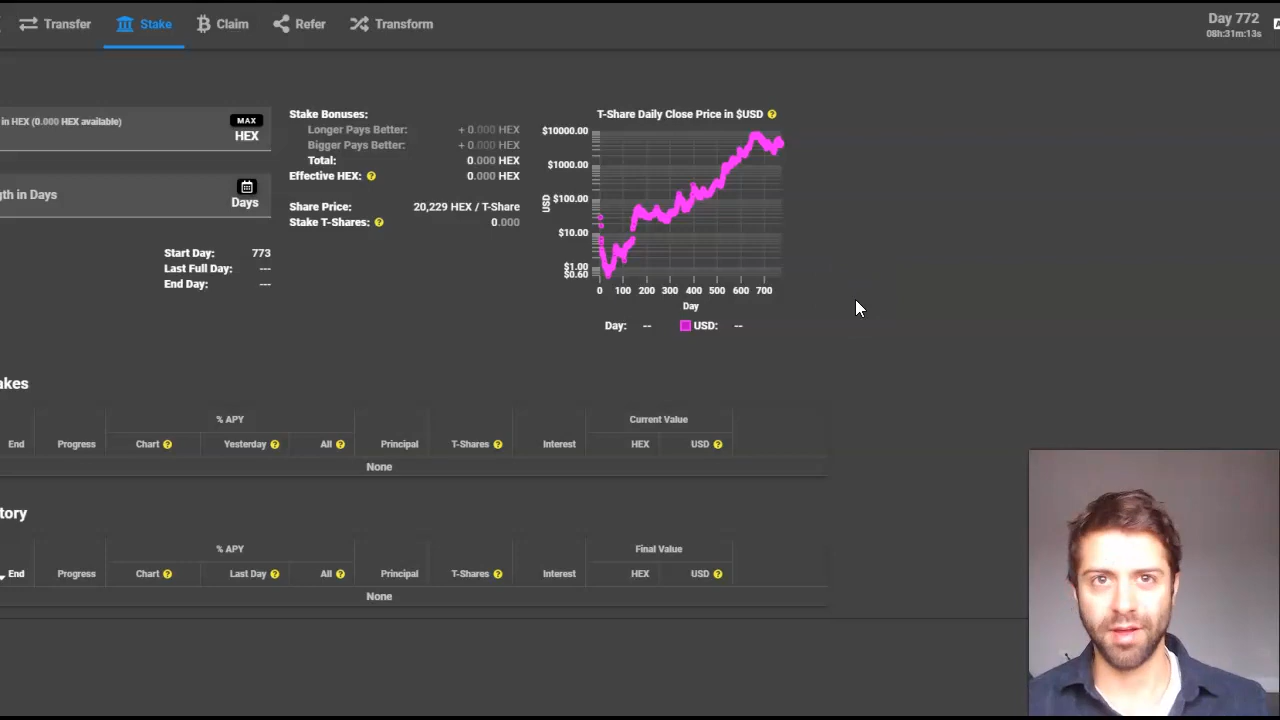 Transfer
Stake
Claim
Refer
Transform
Day 772
08h:31m:13s
in HEX (0.000 HEX available)
MAX
HEX
gth in Days
Days
Start Day: 773
Last Full Day: ---
End Day: ---
Stake Bonuses:
Longer Pays Better: + 0.000 HEX
Bigger Pays Better: + 0.000 HEX
Total: 0.000 HEX
Effective HEX: ? 0.000 HEX
Share Price: 20,229 HEX / T-Share
Stake T-Shares: ? 0.000
T-Share Daily Close Price in $USD ?
$10000.00
$1000.00
$100.00
$10.00
$1.00
$0.60
USD
0 100 200 300 400 500 600 700
Day
Day: -- USD: --
akes
% APY Current Value
End Progress Chart ? Yesterday ? All ? Principal T-Shares ? Interest HEX USD ?
None
tory
% APY Final Value
End Progress Chart ? Last Day ? All ? Principal T-Shares ? Interest HEX USD ?
None